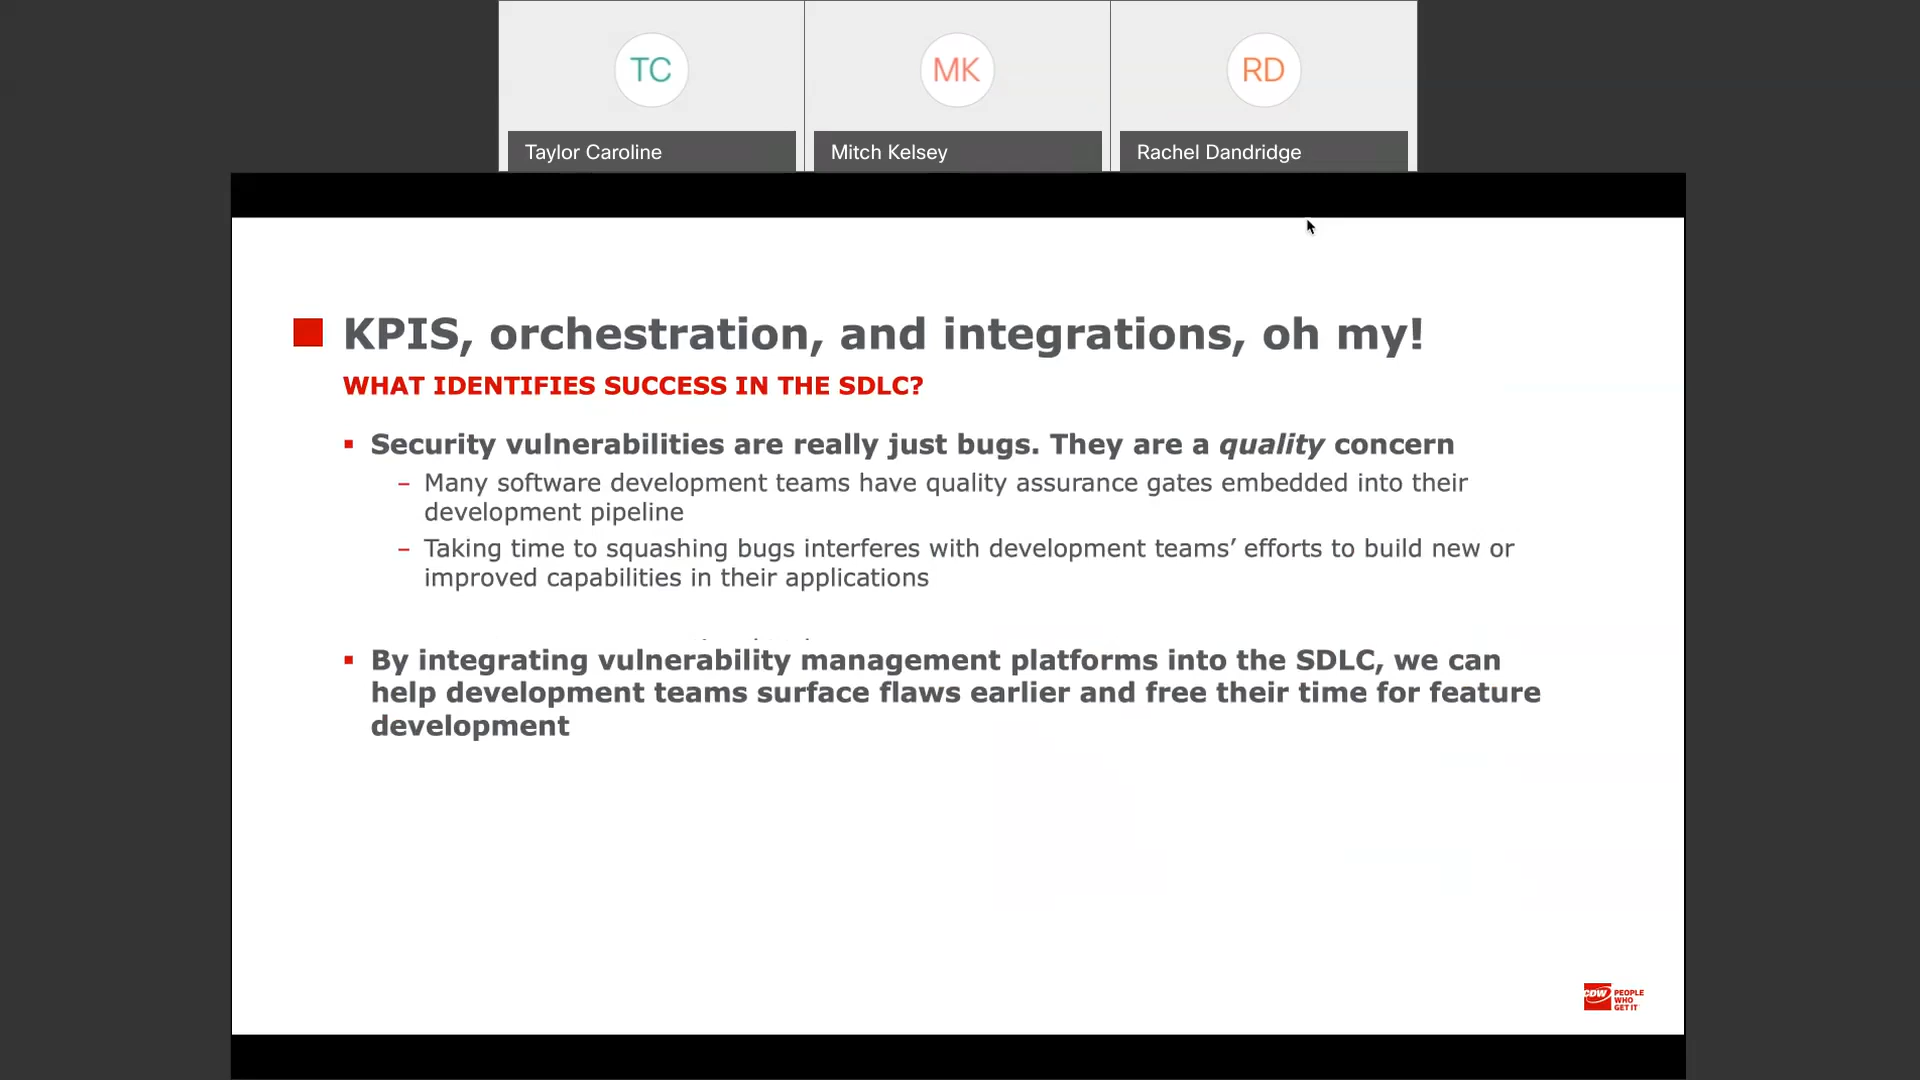 TC
MK
RD
Taylor Caroline
Mitch Kelsey
Rachel Dandridge
KPIS, orchestration, and integrations, oh my!
WHAT IDENTIFIES SUCCESS IN THE SDLC?
Security vulnerabilities are really just bugs. They are a quality concern
– Many software development teams have quality assurance gates embedded into their
development pipeline
– Taking time to squashing bugs interferes with development teams’ efforts to build new or
improved capabilities in their applications
By integrating vulnerability management platforms into the SDLC, we can
help development teams surface flaws earlier and free their time for feature
development
CDW
PEOPLE
WHO
GET IT